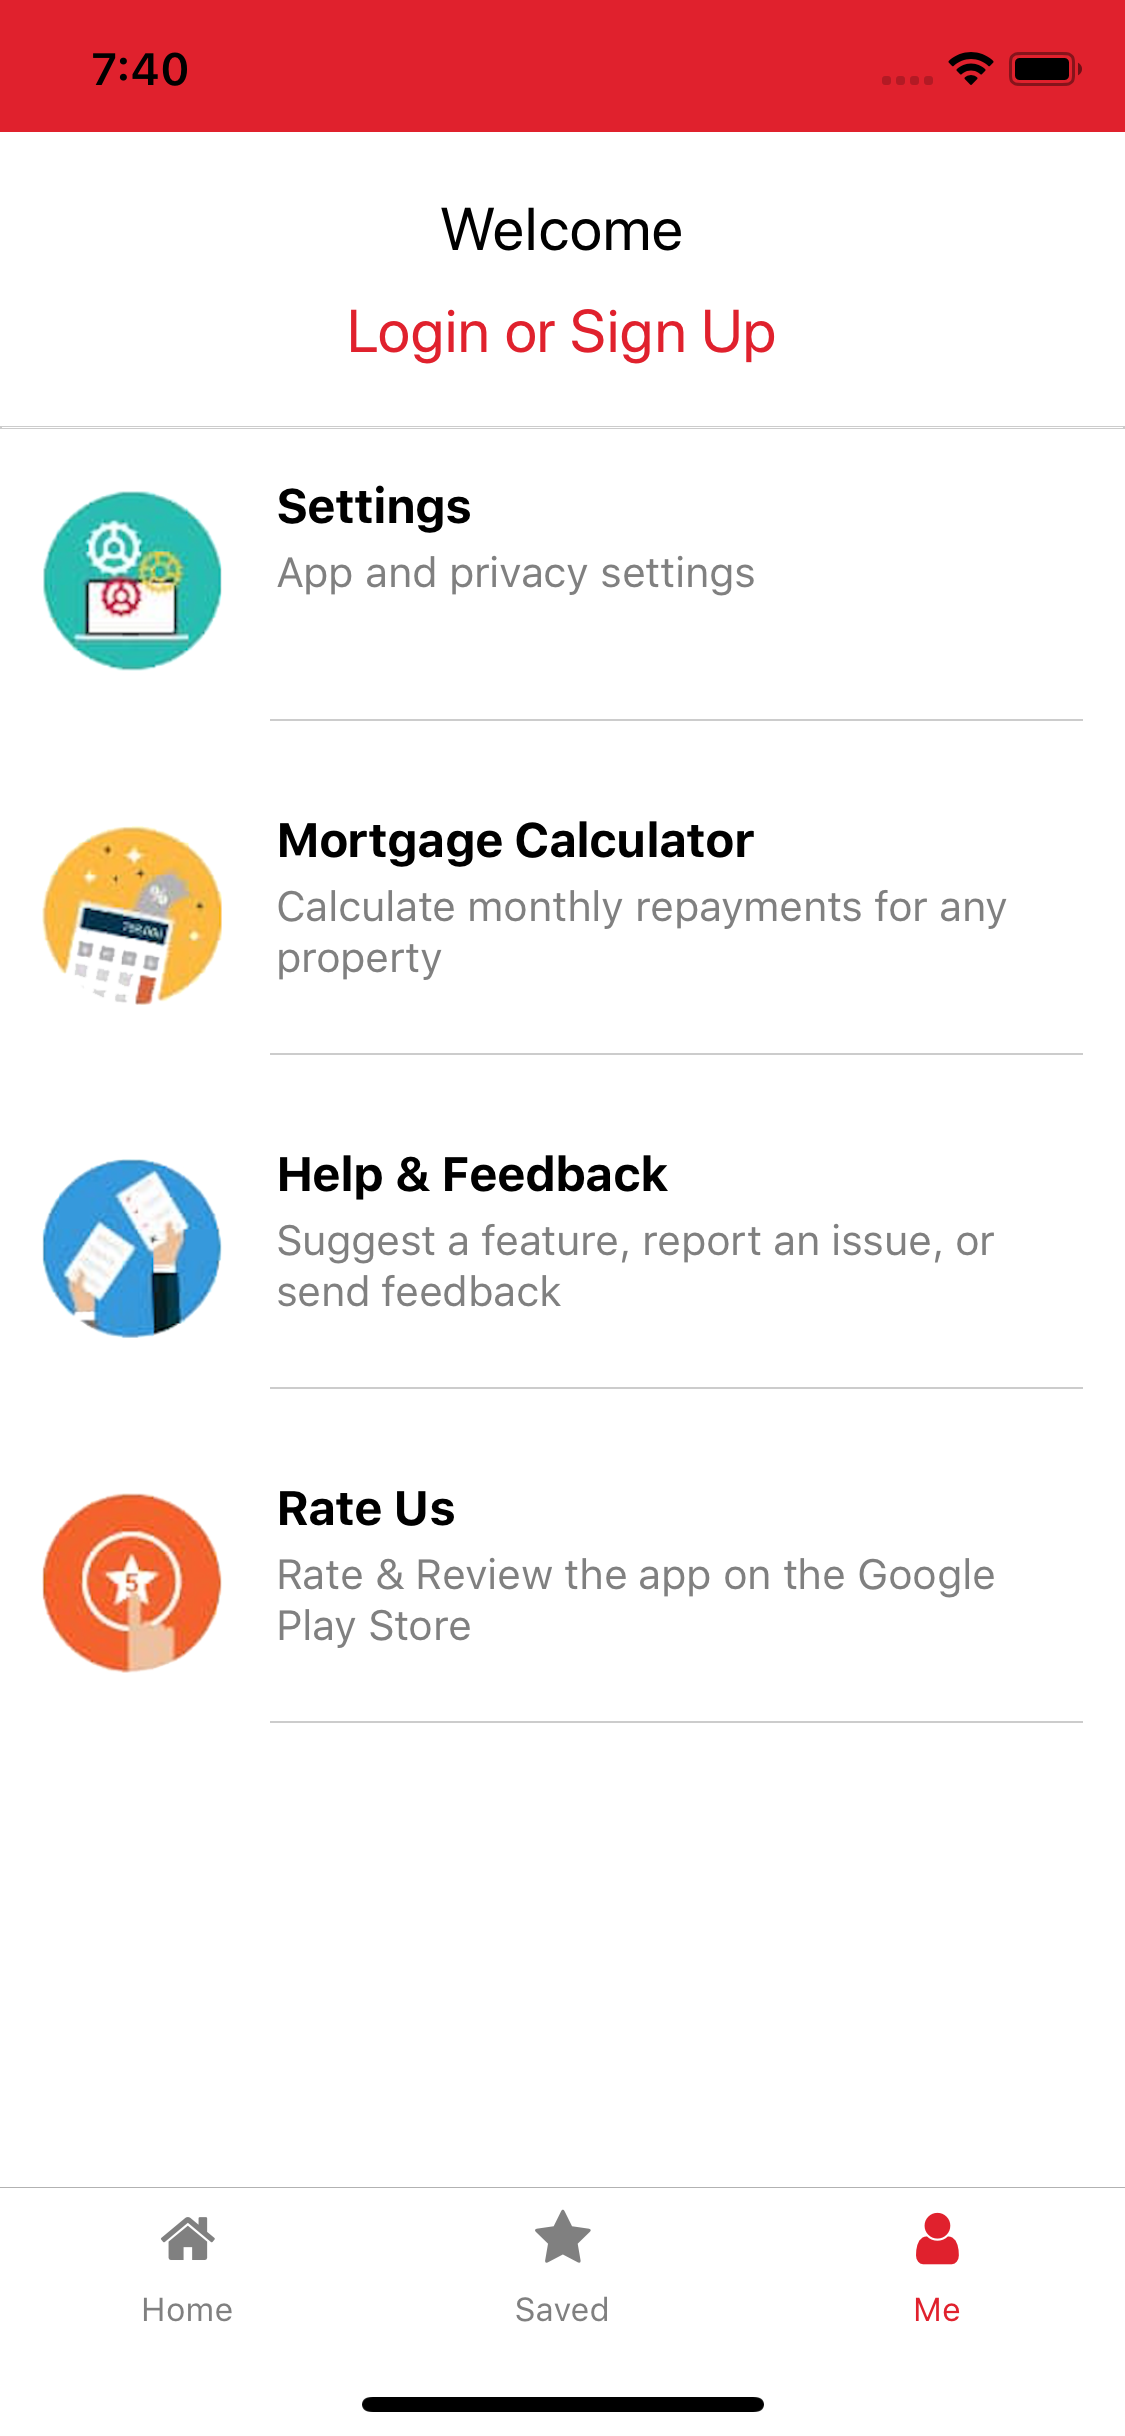 7:40
Welcome
Login or Sign Up
Settings
App and privacy settings
Mortgage Calculator
Calculate monthly repayments for any
property
Help & Feedback
Suggest a feature, report an issue, or
send feedback
5
Rate Us
Rate & Review the app on the Google
Play Store
Home
Saved
Me